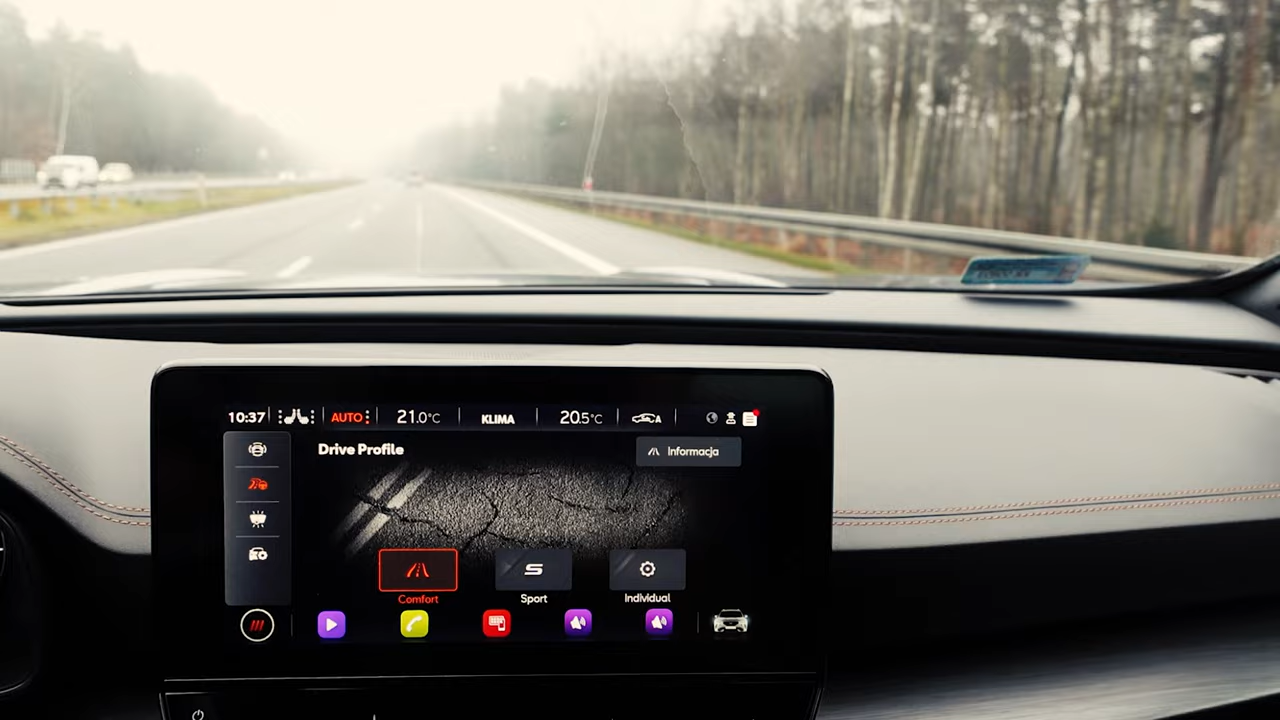 10:37 AUTO 21.0°C KLIMA 20.5°C A
Drive Profile
Informacja
S
Comfort Sport Individual